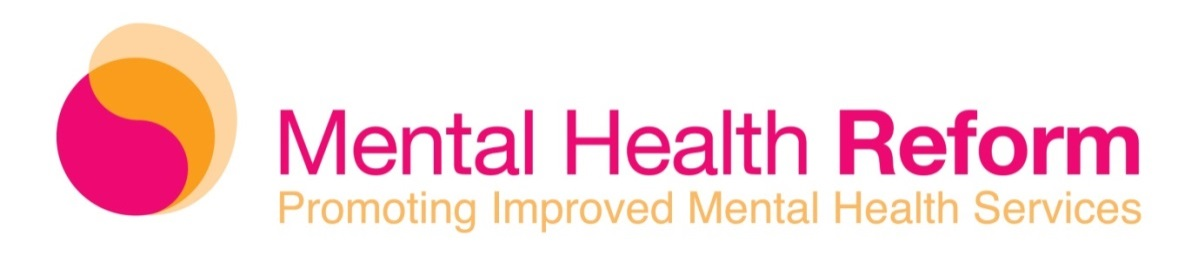 Mental Health Reform
Promoting Improved Mental Health Services